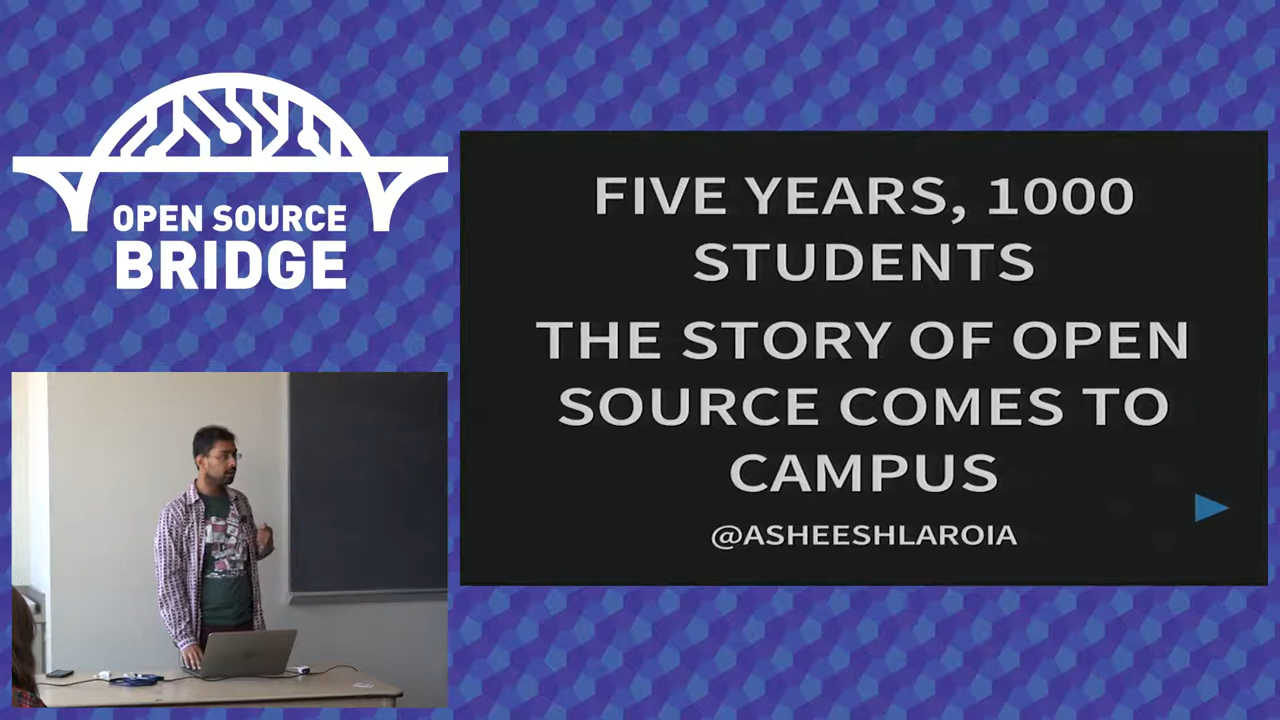 OPEN SOURCE
BRIDGE
FIVE YEARS, 1000
STUDENTS
THE STORY OF OPEN
SOURCE COMES TO
CAMPUS
@ASHEESHLAROIA